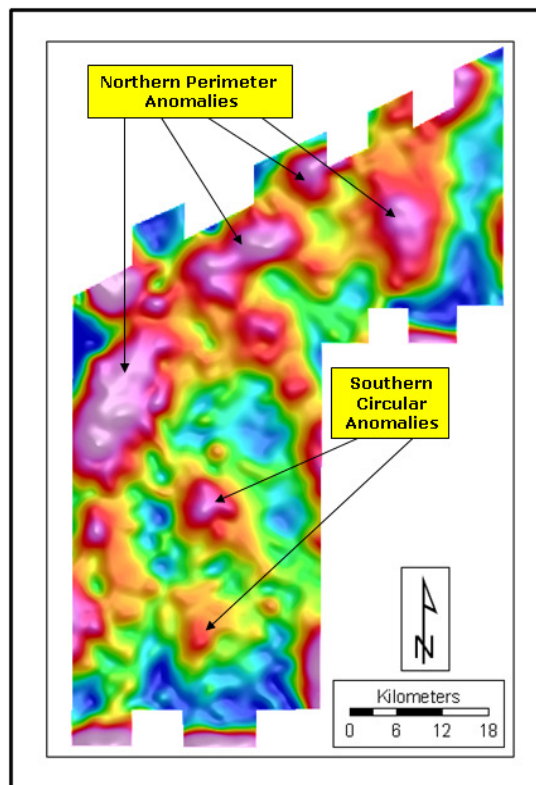 Northern Perimeter
Anomalies
Southern
Circular
Anomalies
N
Kilometers
0 6 12 18